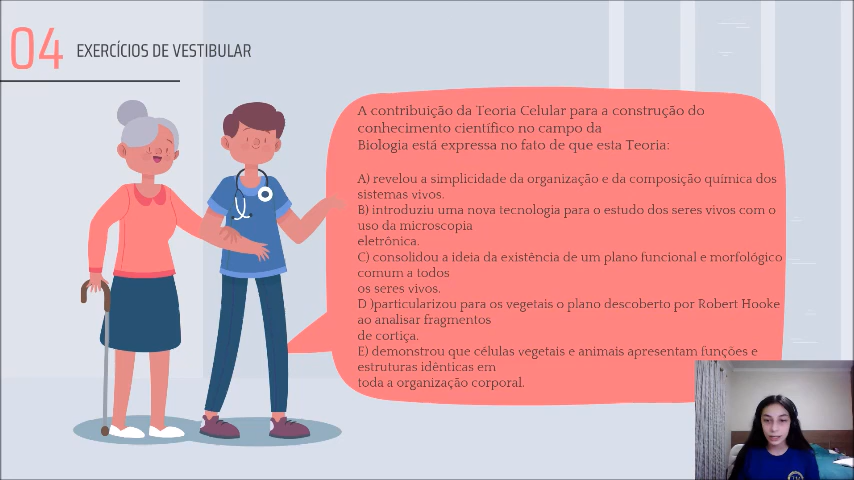 04
EXERCÍCIOS DE VESTIBULAR
A contribuição da Teoria Celular para a construção do
conhecimento científico no campo da
Biologia está expressa no fato de que esta Teoria:
A) revelou a simplicidade da organização e da composição química dos
sistemas vivos.
B) introduziu uma nova tecnologia para o estudo dos seres vivos com o
uso da microscopia
eletrônica.
C) consolidou a ideia da existência de um plano funcional e morfológico
comum a todos
os seres vivos.
D )particularizou para os vegetais o plano descoberto por Robert Hooke
ao analisar fragmentos
de cortiça.
E) demonstrou que células vegetais e animais apresentam funções e
estruturas idênticas em
toda a organização corporal.